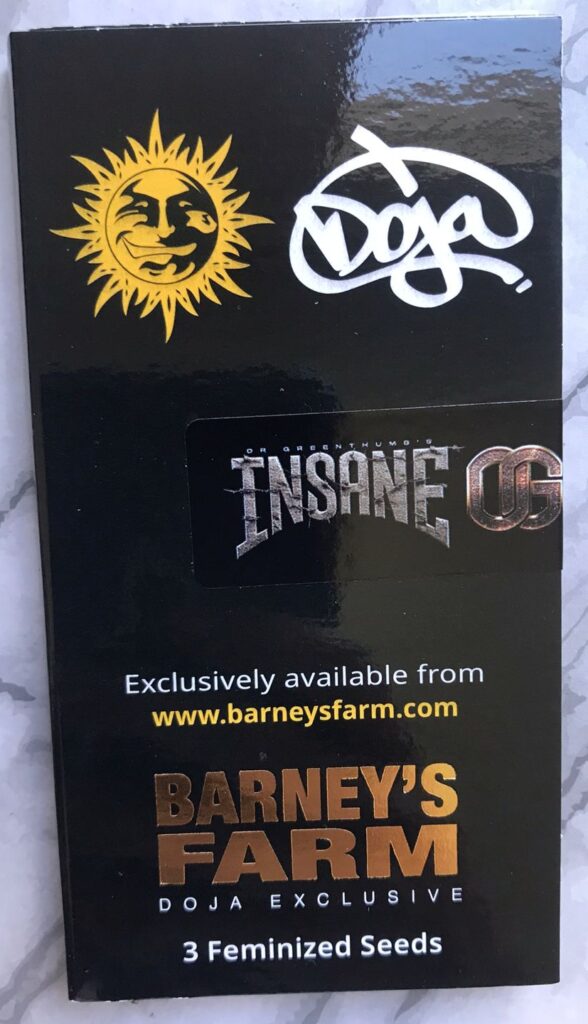 Doja
DR GREENTHUMB'S
INSANE OG
Exclusively available from
www.barneysfarm.com
BARNEY'S
FARM
DOJA EXCLUSIVE
3 Feminized Seeds